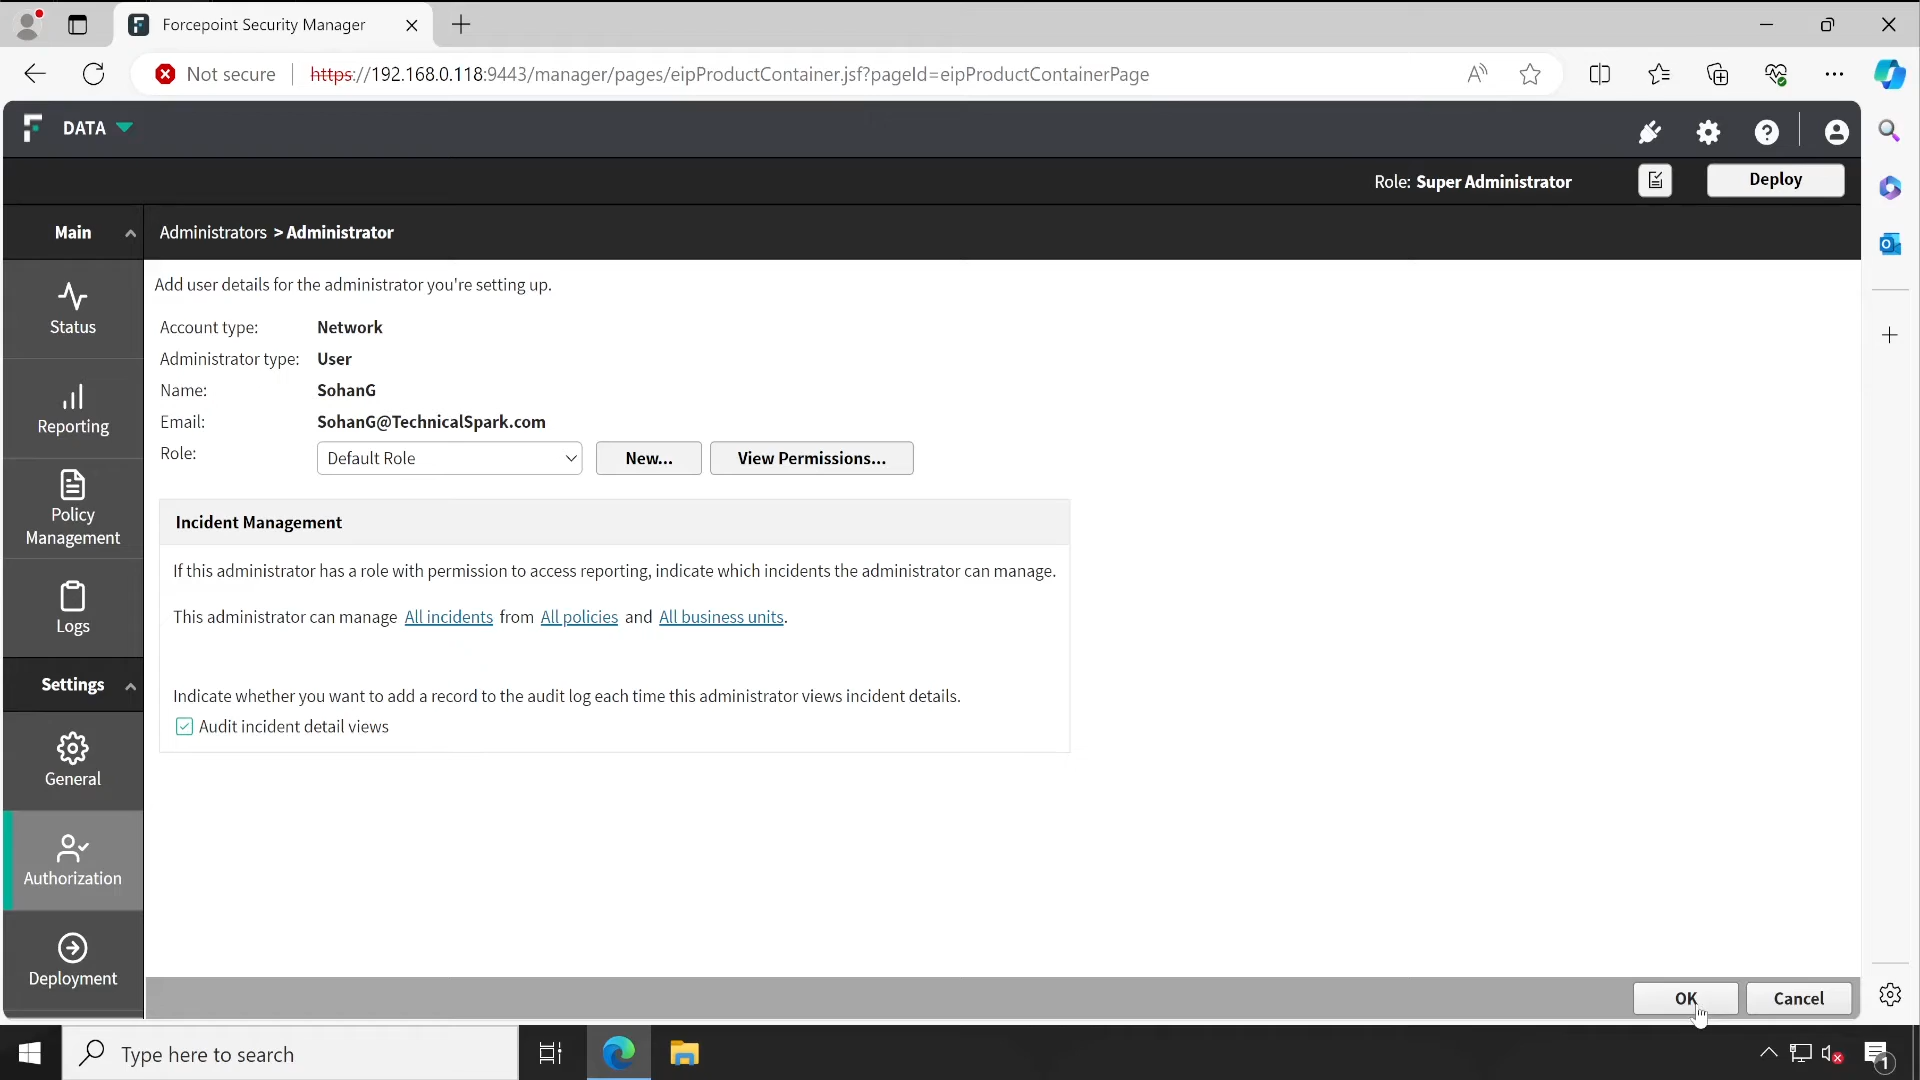 Forcepoint Security Manager
Not secure
https://192.168.0.118:9443/manager/pages/eipProductContainer.jsf?pageId=eipProductContainerPage
DATA
Role: Super Administrator
Deploy
Main
Administrators > Administrator
Status
Reporting
Policy
Management
Logs
Settings
General
Authorization
Deployment
Add user details for the administrator you're setting up.
Account type: Network
Administrator type: User
Name: SohanG
Email: SohanG@TechnicalSpark.com
Role: Default Role New... View Permissions...
Incident Management
If this administrator has a role with permission to access reporting, indicate which incidents the administrator can manage.
This administrator can manage All incidents from All policies and All business units.
Indicate whether you want to add a record to the audit log each time this administrator views incident details.
Audit incident detail views
OK Cancel
Type here to search
1